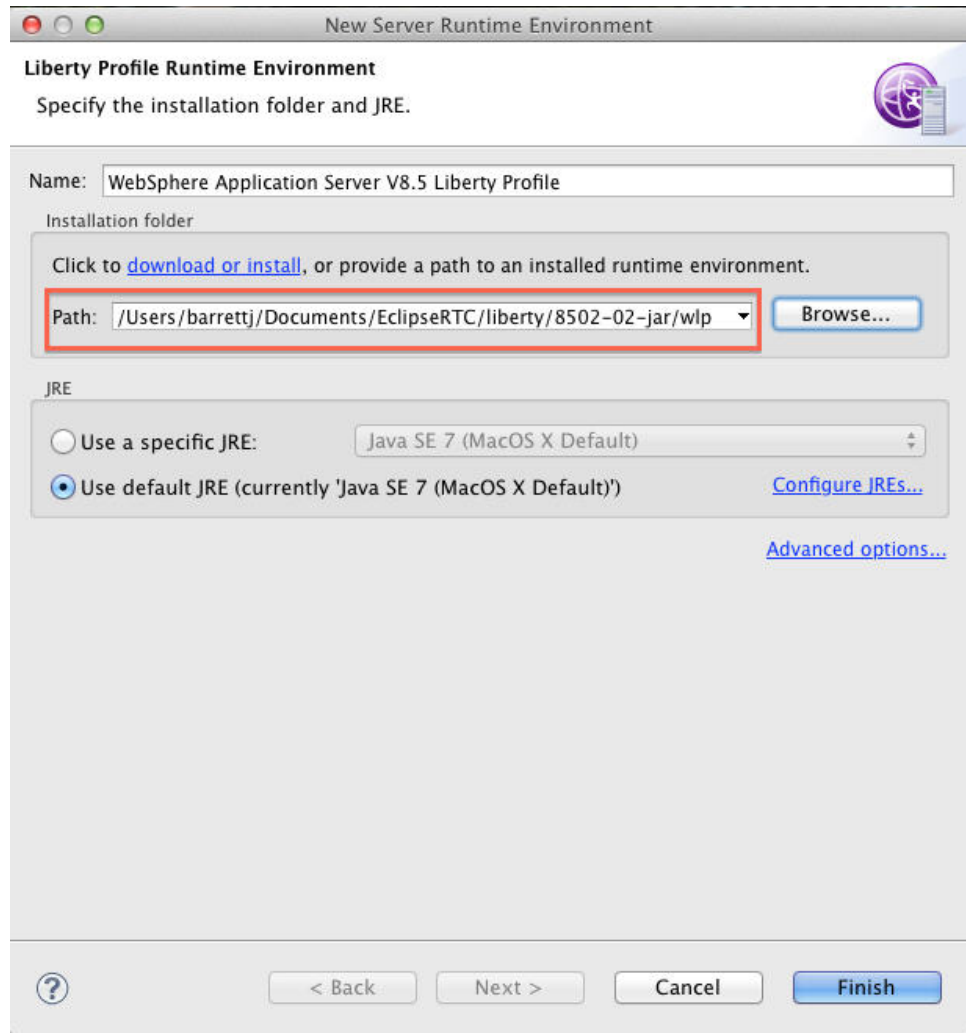 New Server Runtime Environment
Liberty Profile Runtime Environment
Specify the installation folder and JRE.
Name: WebSphere Application Server V8.5 Liberty Profile
Installation folder
Click to download or install, or provide a path to an installed runtime environment.
Path: /Users/barrettj/Documents/EclipseRTC/liberty/8502-02-jar/wlp Browse...
JRE
Use a specific JRE: Java SE 7 (MacOS X Default)
Use default JRE (currently 'Java SE 7 (MacOS X Default)') Configure JREs...
Advanced options...
? < Back Next > Cancel Finish